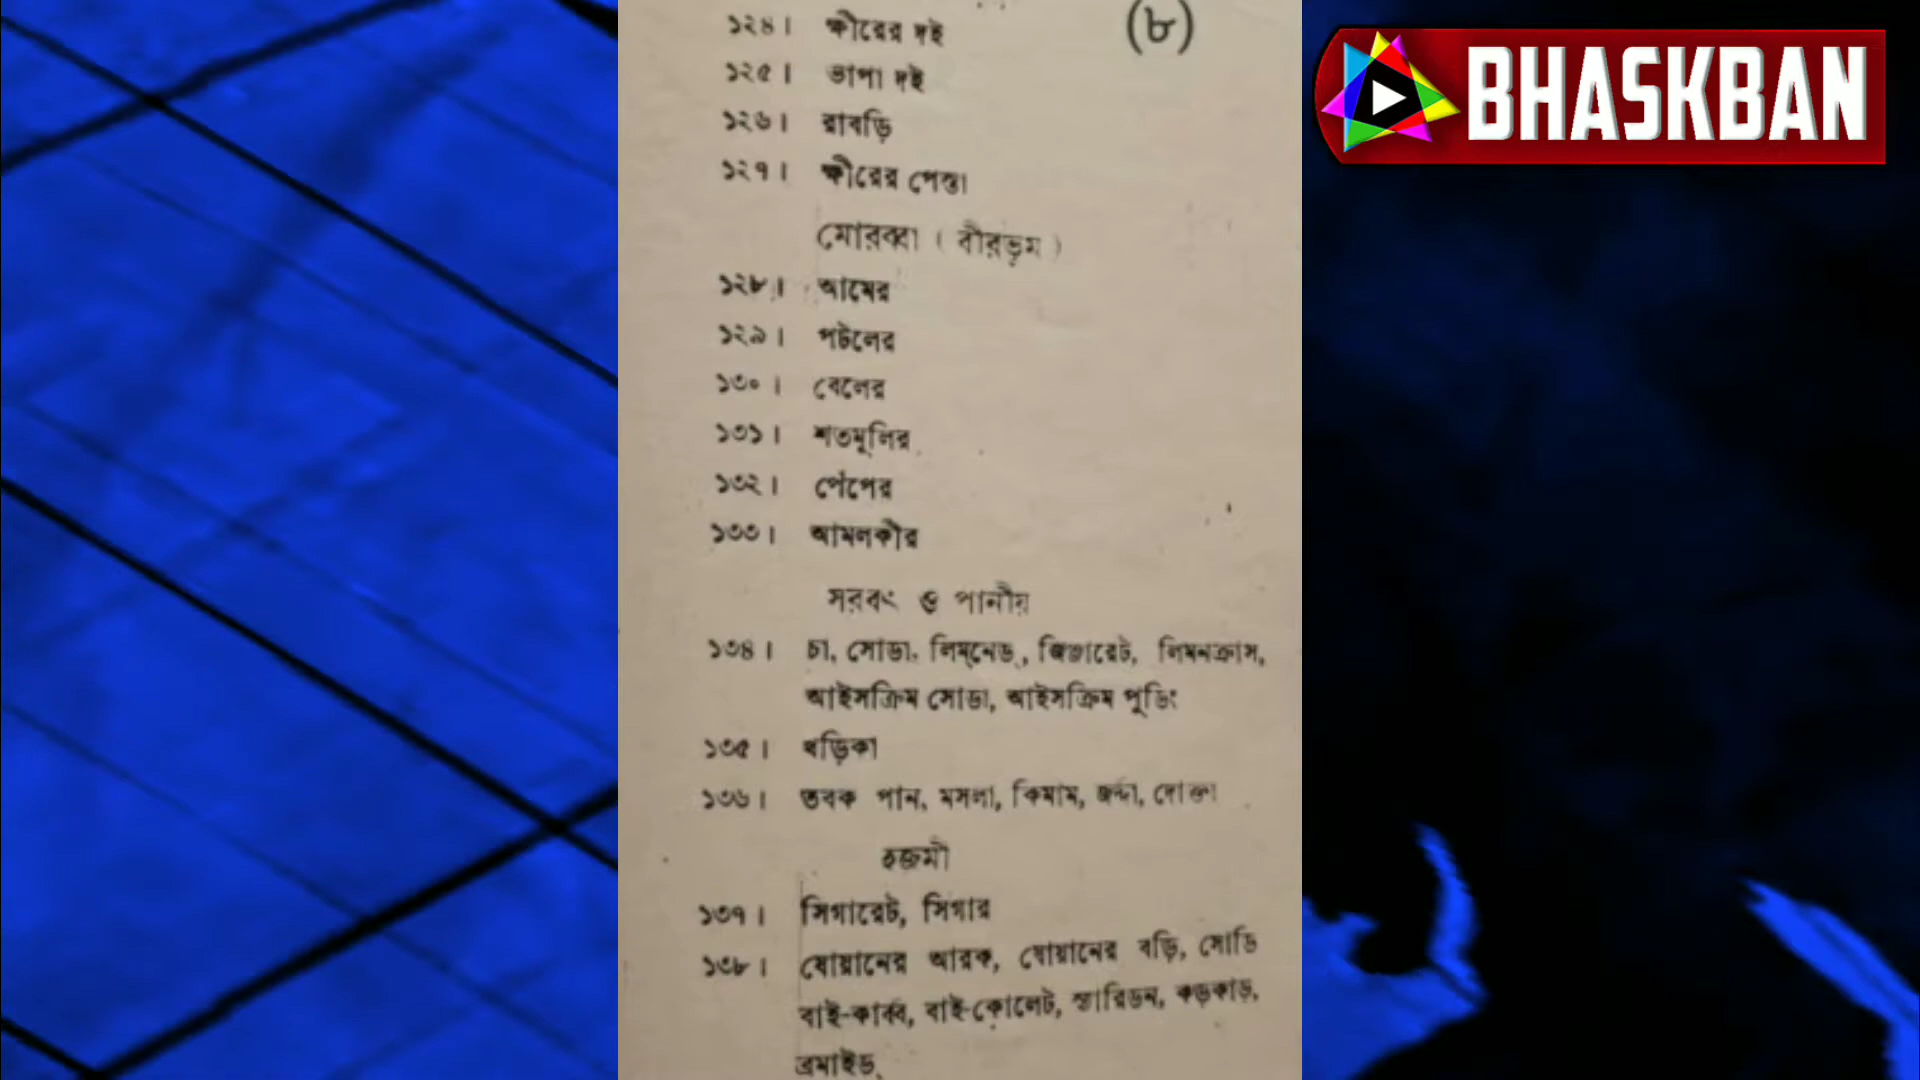 (৮)
১২৪। ক্ষীরের দই
১২৫। ভাপা দই
১২৬। রাবড়ি
১২৭। ক্ষীরের পেস্তা
মোরব্বা ( বীরভূম )
১২৮। আমের
১২৯। পটলের
১৩০। বেলের
১৩১। শতমূলির
১৩২। পেঁপের
১৩৩। আমলকীর
সরবৎ ও পানীয়
১৩৪। চা, সোডা, লিম্‌নেড্, জিঞ্জারেট, লিমনক্রাস,
আইসক্রিম সোডা, আইসক্রিম পুডিং
১৩৫। খড়িকা
১৩৬। তবক পান, মসলা, কিমাম, জর্দ্দা, দোক্তা
হজমী
১৩৭। সিগারেট, সিগার
১৩৮। যোয়ানের আরক, যোয়ানের বড়ি, সোডি
বাই-কার্ব্ব, বাই-কোলেট, স্যারিডন, কড়কাড়,
ব্রমাইড্
BHASKBAN